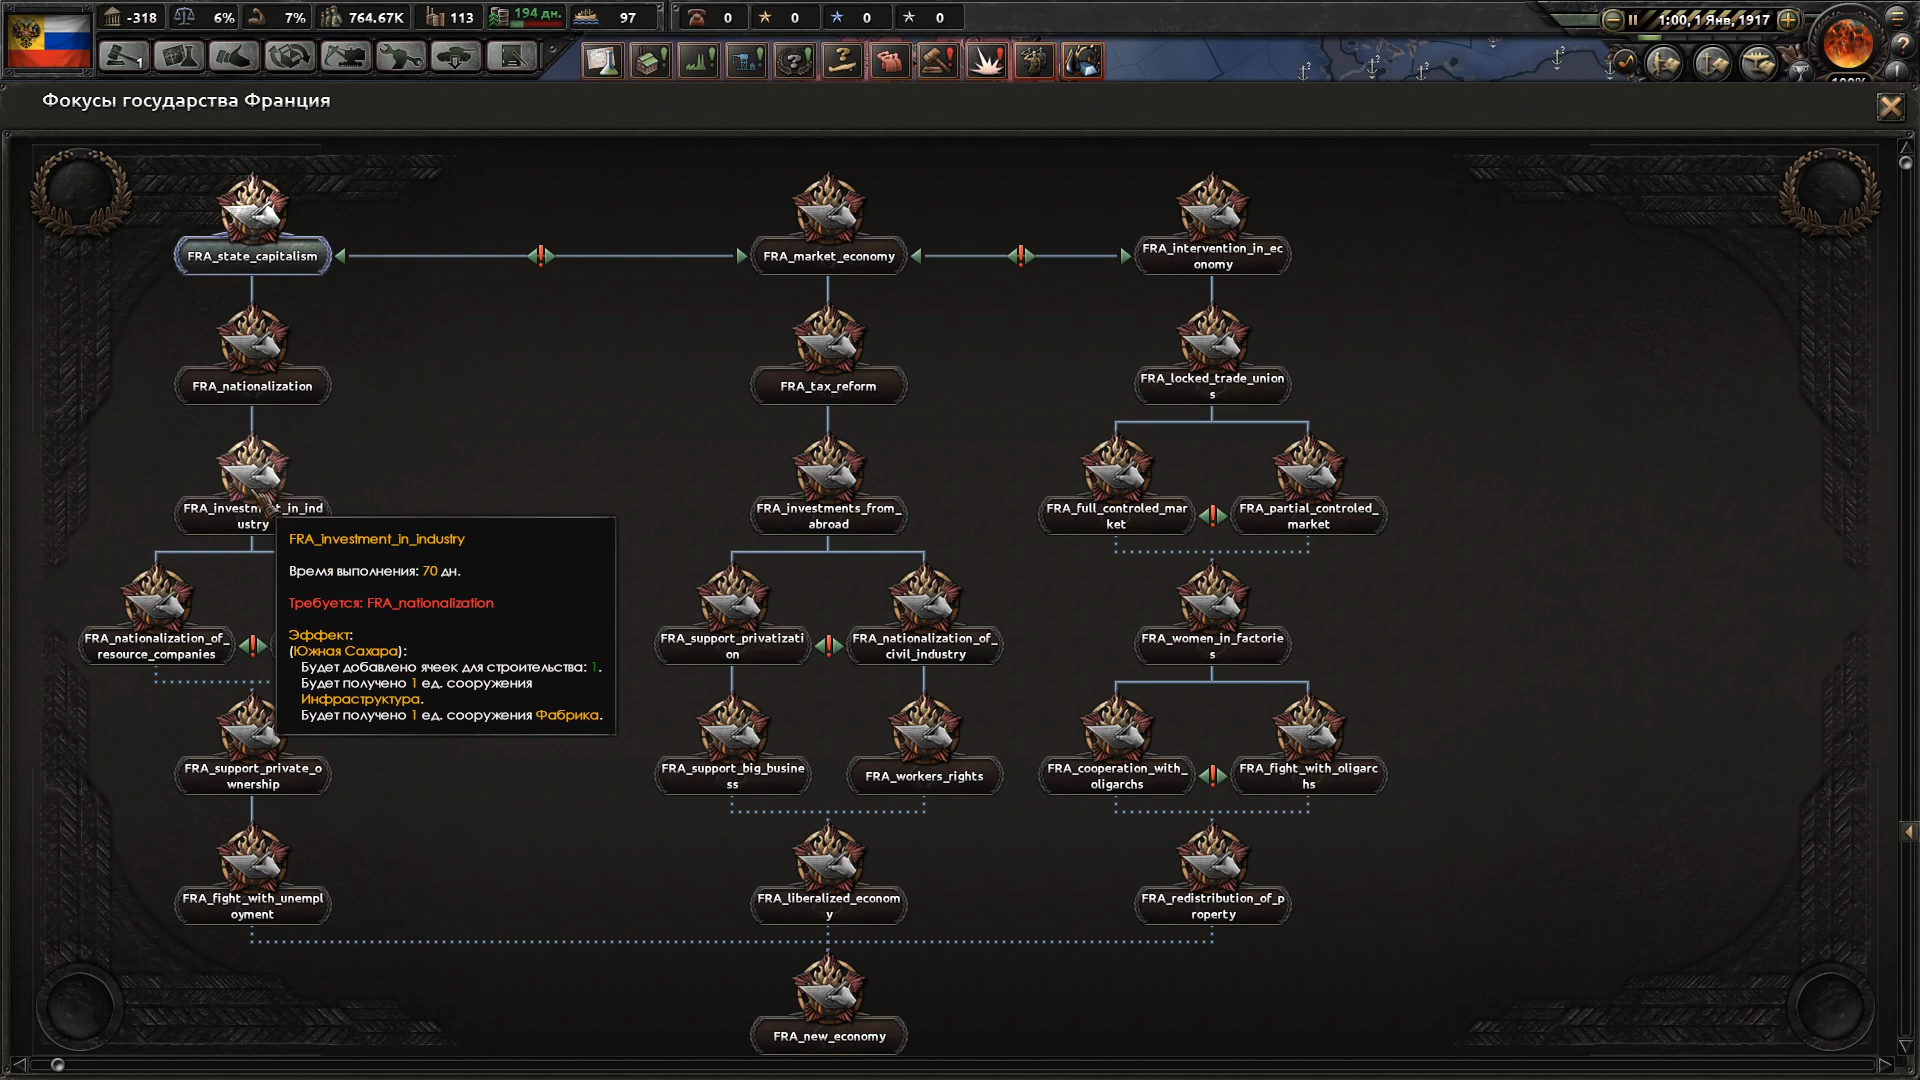 -318
6%
7%
764.67K
113
194 дн.
97
0
0
0
0
1:00, 1 Янв, 1917
1
100%
Фокусы государства Франция
FRA_state_capitalism
FRA_market_economy
FRA_intervention_in_ec
onomy
FRA_nationalization
FRA_tax_reform
FRA_locked_trade_union
s
FRA_investment_in_ind
ustry
FRA_investments_from_
abroad
FRA_full_controled_mar
ket
FRA_partial_controled_
market
FRA_investment_in_industry
Время выполнения: 70 дн.
Требуется: FRA_nationalization
Эффект:
(Южная Сахара):
Будет добавлено ячеек для строительства: 1.
Будет получено 1 ед. сооружения
Инфраструктура.
Будет получено 1 ед. сооружения Фабрика.
FRA_nationalization_of_
resource_companies
FRA_support_privatizati
on
FRA_nationalization_of_
civil_industry
FRA_women_in_factorie
s
FRA_support_private_o
wnership
FRA_support_big_busine
ss
FRA_workers_rights
FRA_cooperation_with_
oligarchs
FRA_fight_with_oligarc
hs
FRA_fight_with_unempl
oyment
FRA_liberalized_econom
y
FRA_redistribution_of_p
roperty
FRA_new_economy